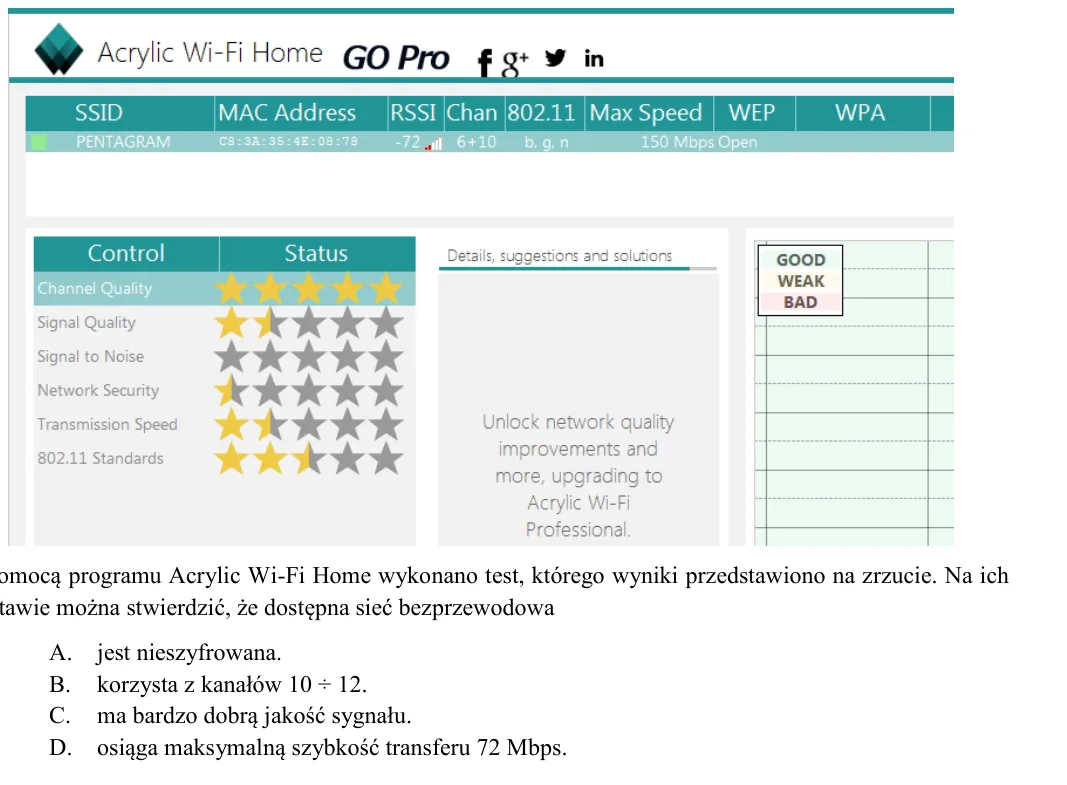 Acrylic Wi-Fi Home GO Pro f g+ in
SSID MAC Address RSSI Chan 802.11 Max Speed WEP WPA
PENTAGRAM C8:3A:35:4E:08:78 -72 6+10 b, g, n 150 Mbps Open
Control Status
Channel Quality
Signal Quality
Signal to Noise
Network Security
Transmission Speed
802.11 Standards
Details, suggestions and solutions
Unlock network quality
improvements and
more, upgrading to
Acrylic Wi-Fi
Professional.
GOOD
WEAK
BAD
omocą programu Acrylic Wi-Fi Home wykonano test, którego wyniki przedstawiono na zrzucie. Na ich
tawie można stwierdzić, że dostępna sieć bezprzewodowa
A. jest nieszyfrowana.
B. korzysta z kanałów 10 ÷ 12.
C. ma bardzo dobrą jakość sygnału.
D. osiąga maksymalną szybkość transferu 72 Mbps.